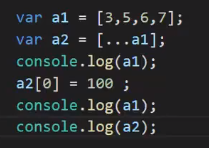 var a1 = [3,5,6,7];
var a2 = [...a1];
console.log(a1);
a2[0] = 100 ;
console.log(a1);
console.log(a2);